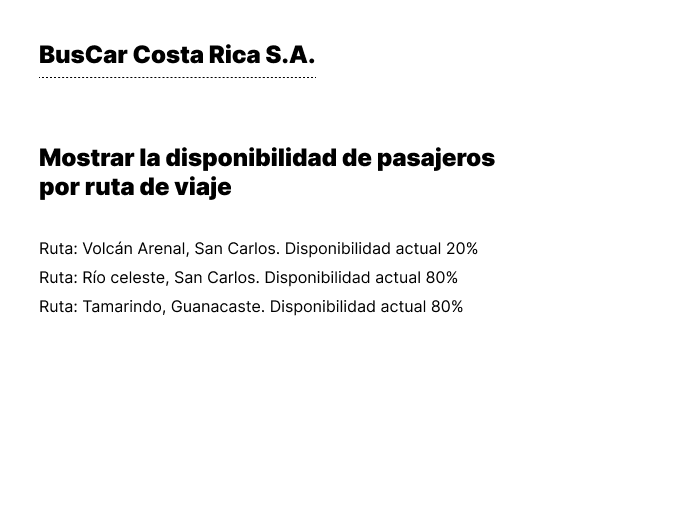 BusCar Costa Rica S.A.
Mostrar la disponibilidad de pasajeros
por ruta de viaje
Ruta: Volcán Arenal, San Carlos. Disponibilidad actual 20%
Ruta: Río celeste, San Carlos. Disponibilidad actual 80%
Ruta: Tamarindo, Guanacaste. Disponibilidad actual 80%